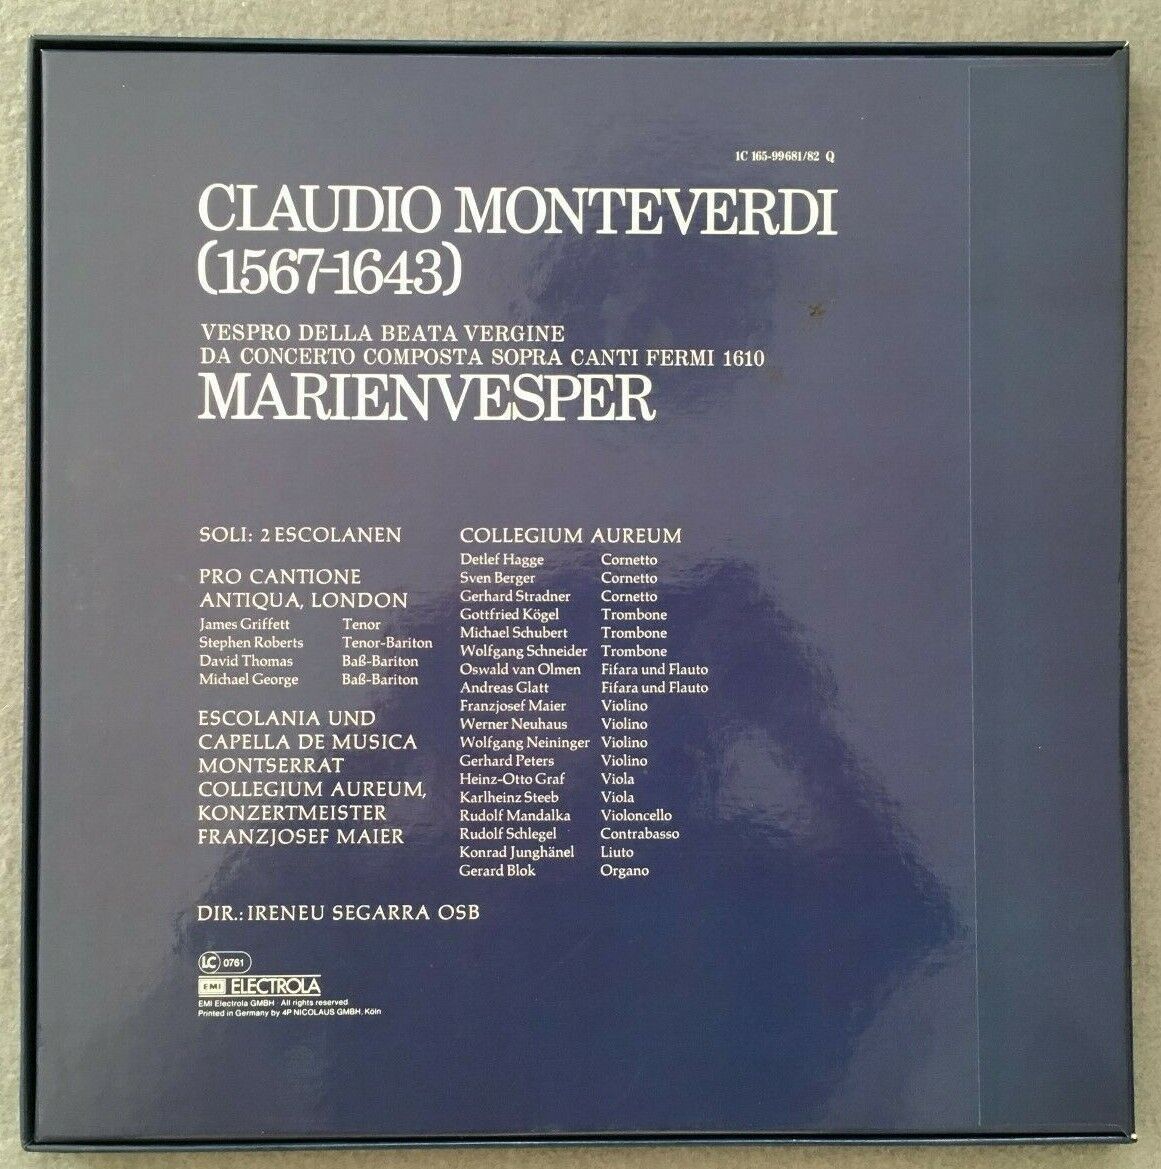 1C 165-99681/82 Q
CLAUDIO MONTEVERDI
(1567-1643)
VESPRO DELLA BEATA VERGINE
DA CONCERTO COMPOSTA SOPRA CANTI FERMI 1610
MARIENVESPER
SOLI: 2 ESCOLANEN
PRO CANTIONE
ANTIQUA, LONDON
James Griffett Tenor
Stephen Roberts Tenor-Bariton
David Thomas Baß-Bariton
Michael George Baß-Bariton
ESCOLANIA UND
CAPELLA DE MUSICA
MONTSERRAT
COLLEGIUM AUREUM,
KONZERTMEISTER
FRANZJOSEF MAIER
COLLEGIUM AUREUM
Detlef Hagge Cornetto
Sven Berger Cornetto
Gerhard Stradner Cornetto
Gottfried Kögel Trombone
Michael Schubert Trombone
Wolfgang Schneider Trombone
Oswald van Olmen Fifara und Flauto
Andreas Glatt Fifara und Flauto
Franzjosef Maier Violino
Werner Neuhaus Violino
Wolfgang Neininger Violino
Gerhard Peters Violino
Heinz-Otto Graf Viola
Karlheinz Steeb Viola
Rudolf Mandalka Violoncello
Rudolf Schlegel Contrabasso
Konrad Junghänel Liuto
Gerard Blok Organo
DIR.: IRENEU SEGARRA OSB
LC 0761
EMI ELECTROLA
EMI Electrola GMBH · All rights reserved
Printed in Germany by 4P NICOLAUS GMBH, Köln